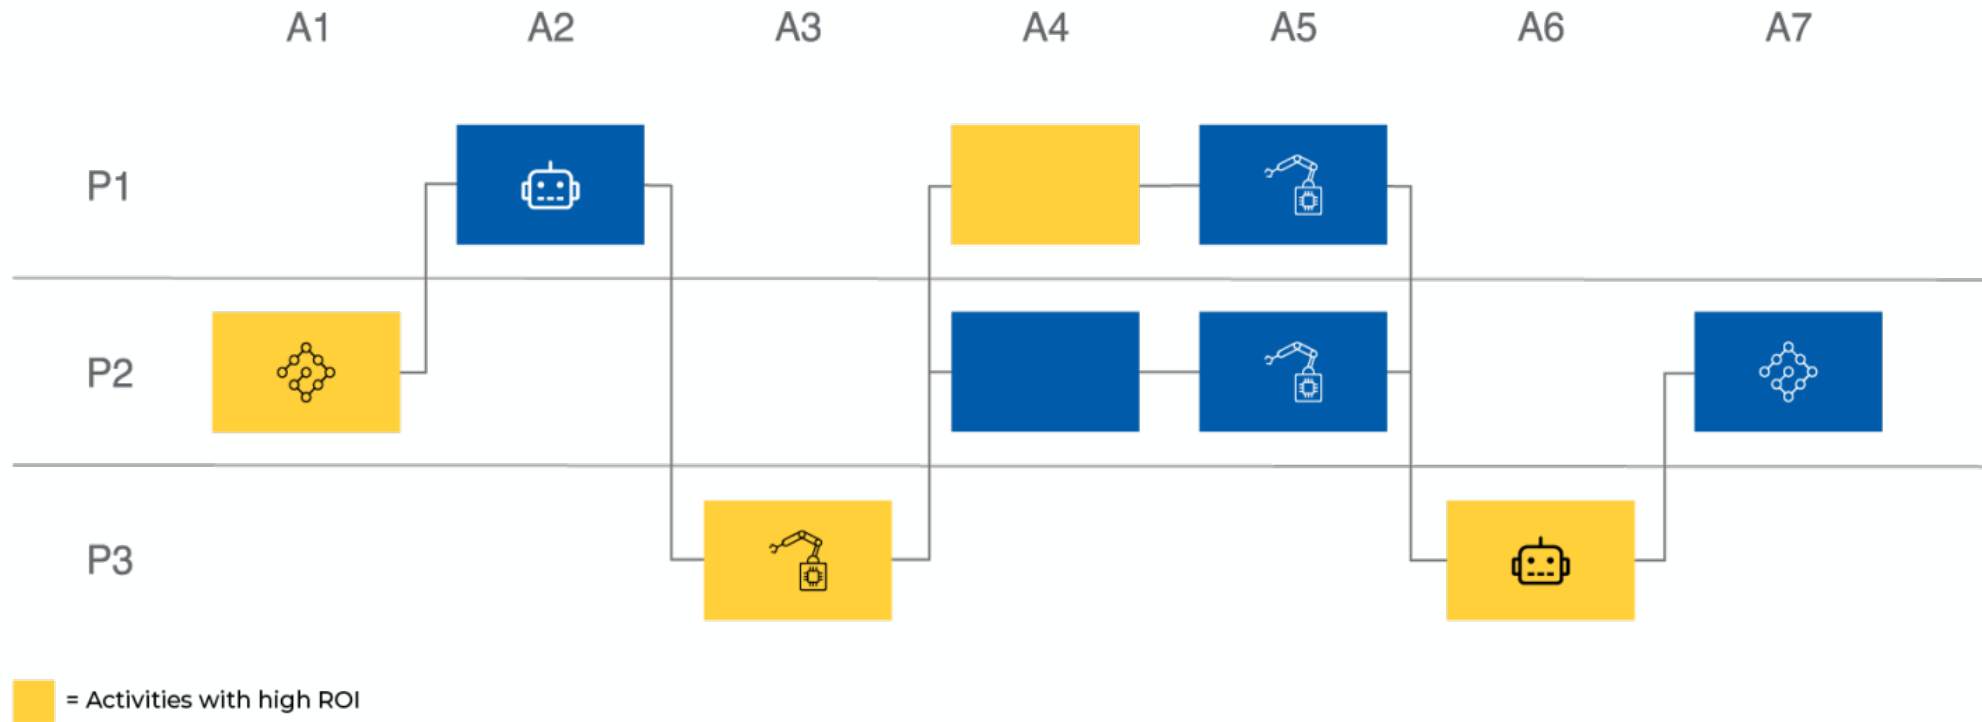 A1 A2 A3 A4 A5 A6 A7
P1
P2
P3
= Activities with high ROI